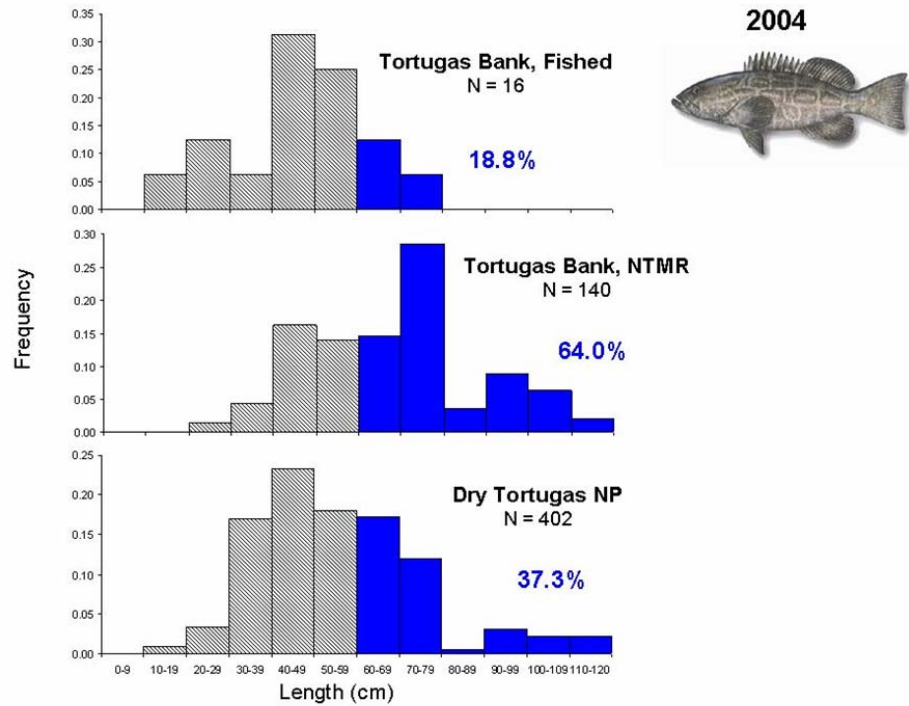 2004
0.35
0.30
0.25
0.20
0.15
0.10
0.05
0.00
Tortugas Bank, Fished
N = 16
18.8%
Frequency
0.30
0.25
0.20
0.15
0.10
0.05
0.00
Tortugas Bank, NTMR
N = 140
64.0%
0.25
0.20
0.15
0.10
0.05
0.00
Dry Tortugas NP
N = 402
37.3%
0-9 10-19 20-29 30-39 40-49 50-59 60-69 70-79 80-89 90-99 100-109 110-120
Length (cm)